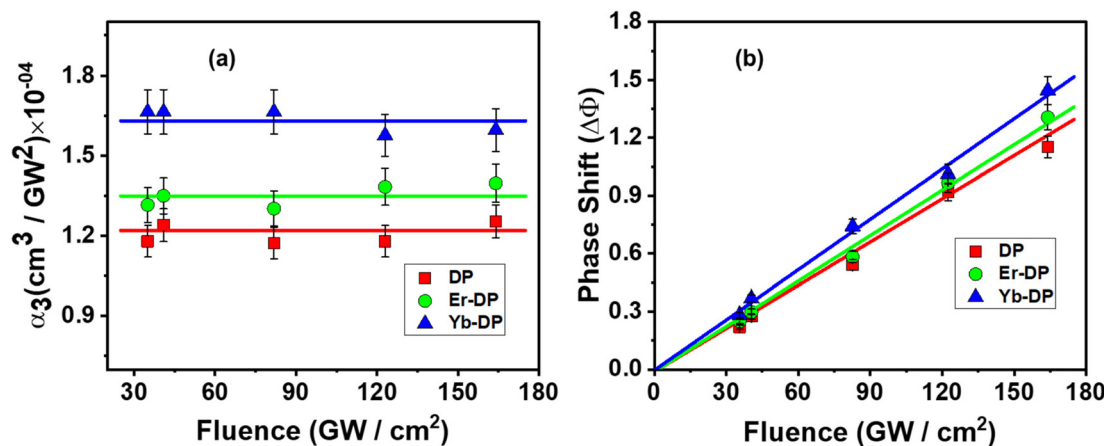 (a)
α3(cm3 / GW2)×10-04
1.8
1.5
1.2
0.9
DP
Er-DP
Yb-DP
30 60 90 120 150 180
Fluence (GW / cm2)
(b)
Phase Shift (ΔΦ)
1.8
1.5
1.2
0.9
0.6
0.3
0.0
DP
Er-DP
Yb-DP
0 30 60 90 120 150 180
Fluence (GW / cm2)